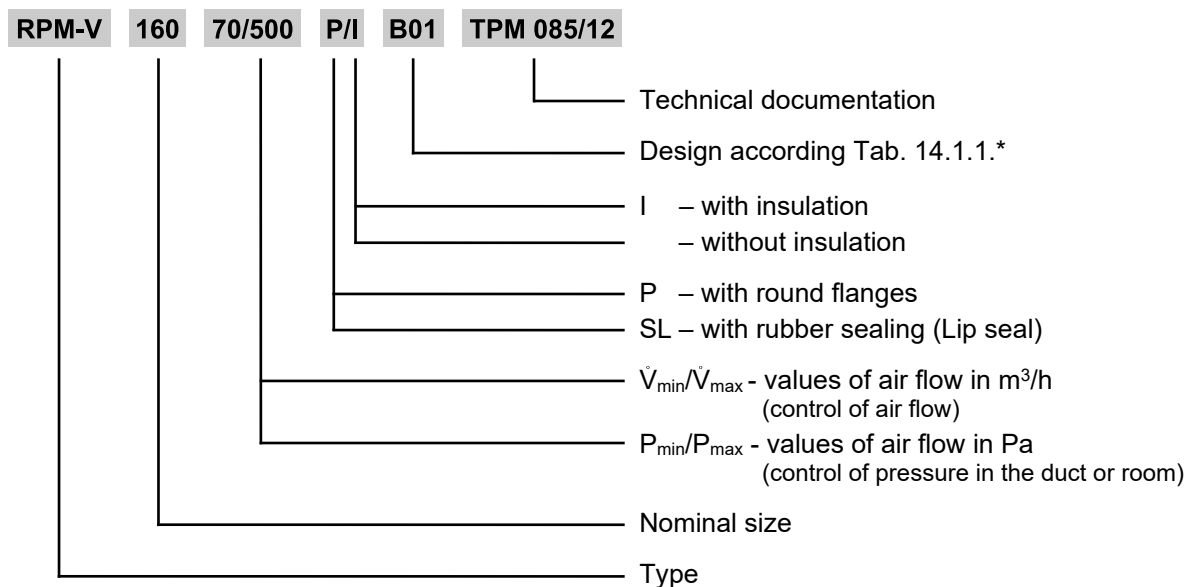 RPM-V 160 70/500 P/I B01 TPM 085/12
Technical documentation
Design according Tab. 14.1.1.*
I – with insulation
– without insulation
P – with round flanges
SL – with rubber sealing (Lip seal)
V̊min/V̊max - values of air flow in m³/h
(control of air flow)
Pmin/Pmax - values of air flow in Pa
(control of pressure in the duct or room)
Nominal size
Type